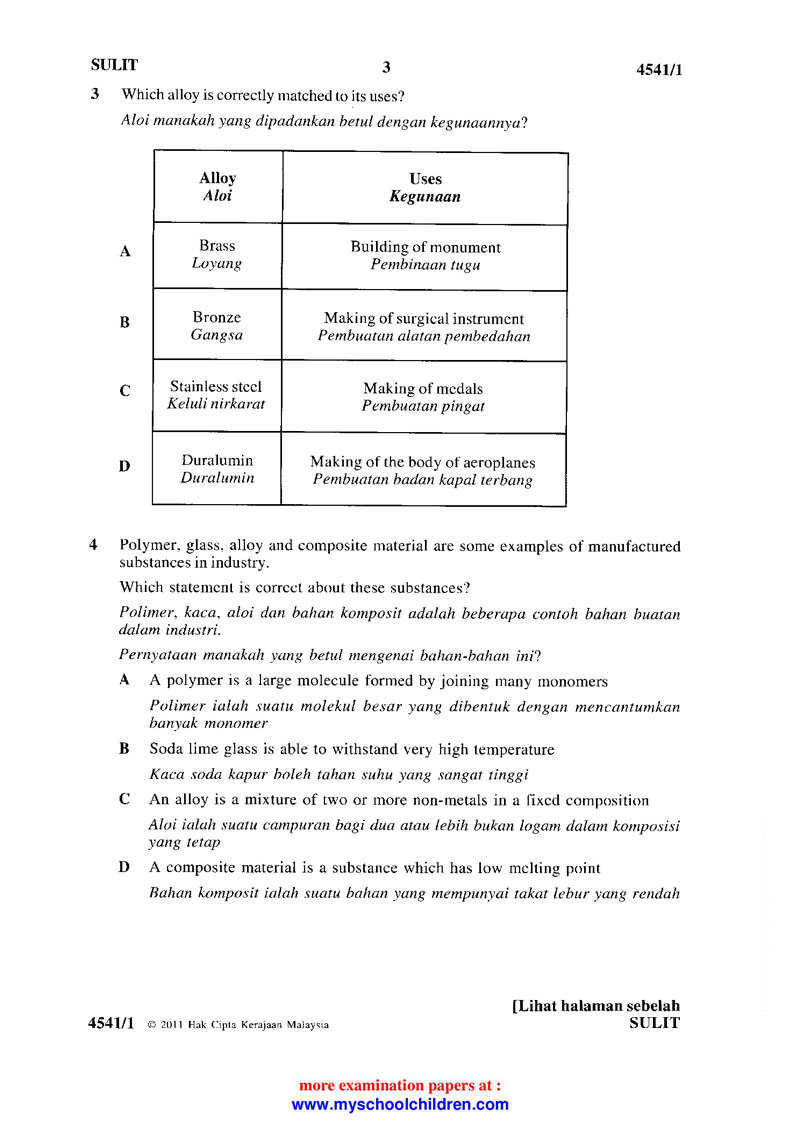 SULIT 3 4541/1
3 Which alloy is correctly matched to its uses?
Aloi manakah yang dipadankan betul dengan kegunaannya?
Alloy Uses
Aloi Kegunaan
A Brass Building of monument
Loyang Pembinaan tugu
B Bronze Making of surgical instrument
Gangsa Pembuatan alatan pembedahan
C Stainless steel Making of medals
Keluli nirkarat Pembuatan pingat
D Duralumin Making of the body of aeroplanes
Duralumin Pembuatan badan kapal terbang
4 Polymer, glass, alloy and composite material are some examples of manufactured
substances in industry.
Which statement is correct about these substances?
Polimer, kaca, aloi dan bahan komposit adalah beberapa contoh bahan buatan
dalam industri.
Pernyataan manakah yang betul mengenai bahan-bahan ini?
A A polymer is a large molecule formed by joining many monomers
Polimer ialah suatu molekul besar yang dibentuk dengan mencantumkan
banyak monomer
B Soda lime glass is able to withstand very high temperature
Kaca soda kapur boleh tahan suhu yang sangat tinggi
C An alloy is a mixture of two or more non-metals in a fixed composition
Aloi ialah suatu campuran bagi dua atau lebih bukan logam dalam komposisi
yang tetap
D A composite material is a substance which has low melting point
Bahan komposit ialah suatu bahan yang mempunyai takat lebur yang rendah
[Lihat halaman sebelah
4541/1 © 2011 Hak Cipta Kerajaan Malaysia SULIT
more examination papers at :
www.myschoolchildren.com